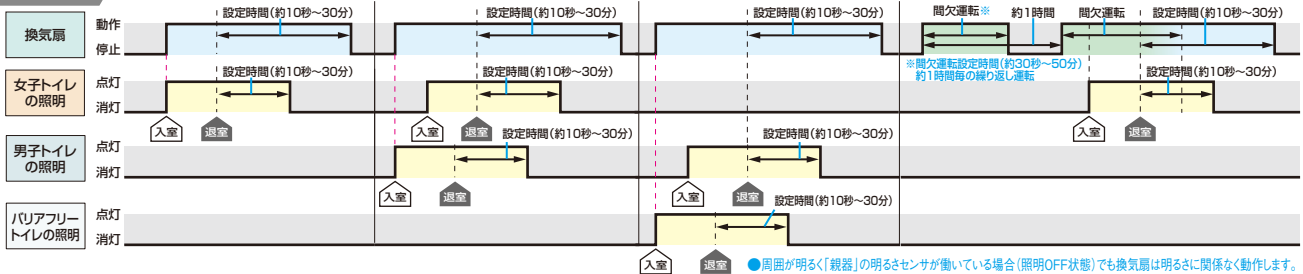 設定時間(約10秒～30分)
設定時間(約10秒～30分)
設定時間(約10秒～30分)
間欠運転※
約1時間
間欠運転
設定時間(約10秒～30分)
換気扇
動作
停止
※間欠運転設定時間(約30秒～50分)
約1時間毎の繰り返し運転
女子トイレ
の照明
点灯
消灯
設定時間(約10秒～30分)
設定時間(約10秒～30分)
設定時間(約10秒～30分)
入室
退室
入室
退室
入室
退室
男子トイレ
の照明
点灯
消灯
設定時間(約10秒～30分)
設定時間(約10秒～30分)
入室
退室
入室
退室
バリアフリー
トイレの照明
点灯
消灯
設定時間(約10秒～30分)
入室
退室
●周囲が明るく「親器」の明るさセンサが働いている場合(照明OFF状態)でも換気扇は明るさに関係なく動作します。